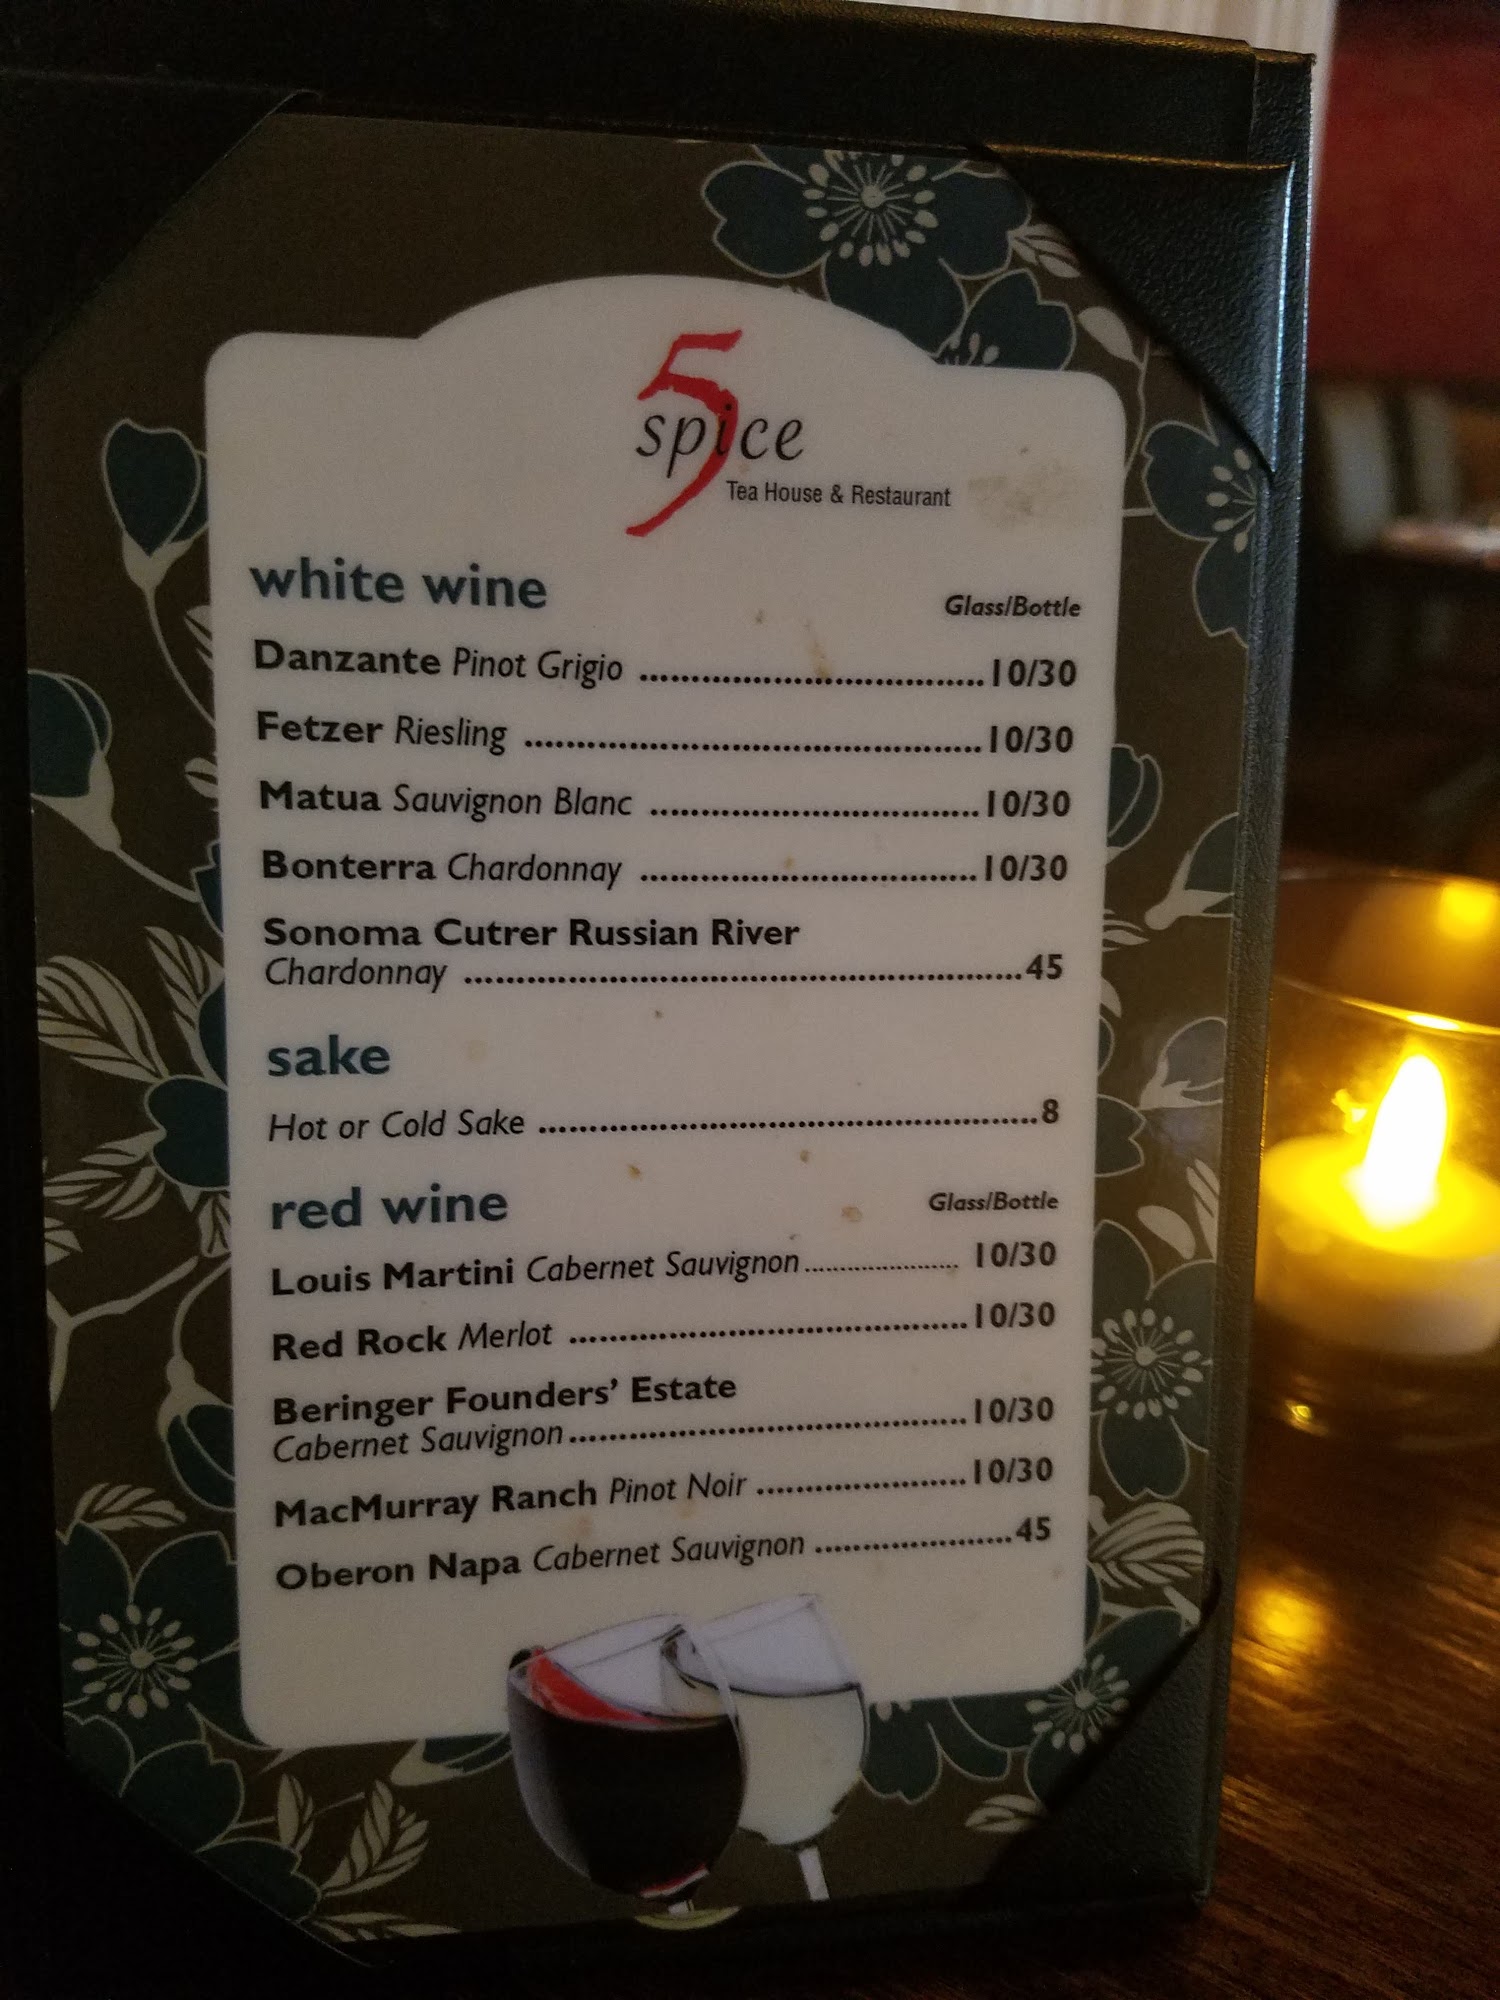 5
spice
Tea House & Restaurant
white wine
Glass/Bottle
Danzante Pinot Grigio ..................................10/30
Fetzer Riesling .............................................10/30
Matua Sauvignon Blanc ................................10/30
Bonterra Chardonnay .................................10/30
Sonoma Cutrer Russian River
Chardonnay .......................................................45
sake
Hot or Cold Sake .................................................8
red wine
Glass/Bottle
Louis Martini Cabernet Sauvignon...................... 10/30
Red Rock Merlot .......................................10/30
Beringer Founders' Estate
Cabernet Sauvignon.......................................10/30
MacMurray Ranch Pinot Noir ....................10/30
Oberon Napa Cabernet Sauvignon ...................45